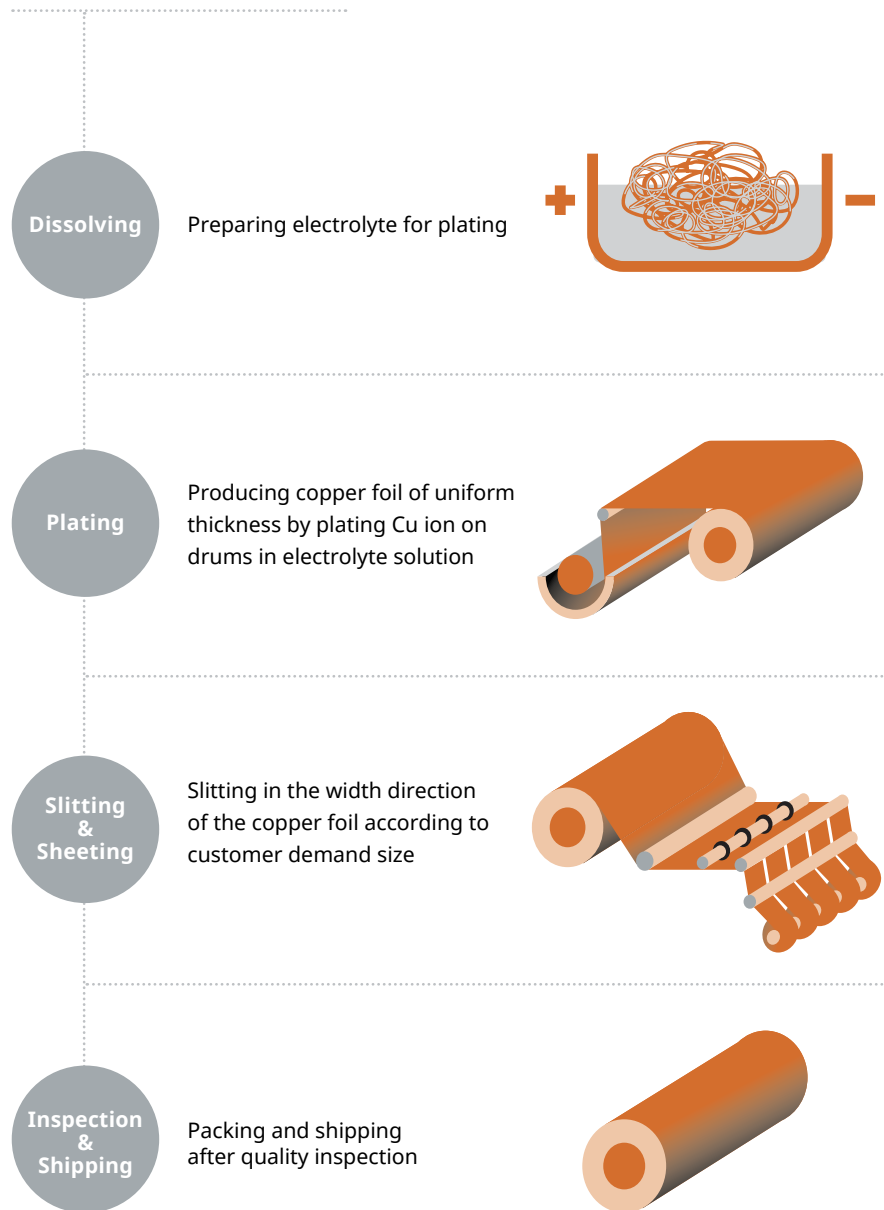 Dissolving
Preparing electrolyte for plating
Plating
Producing copper foil of uniform
thickness by plating Cu ion on
drums in electrolyte solution
Slitting
&
Sheeting
Slitting in the width direction
of the copper foil according to
customer demand size
Inspection
&
Shipping
Packing and shipping
after quality inspection